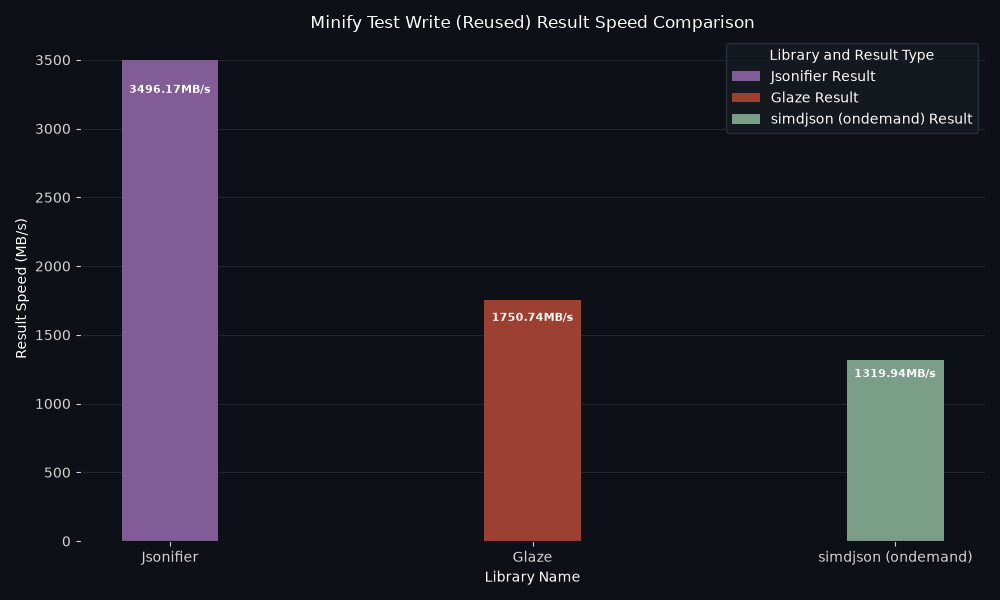 Minify Test Write (Reused) Result Speed Comparison
Library and Result Type
Jsonifier Result
Glaze Result
simdjson (ondemand) Result
Result Speed (MB/s)
3500
3000
2500
2000
1500
1000
500
0
3496.17MB/s
1750.74MB/s
1319.94MB/s
Jsonifier
Glaze
simdjson (ondemand)
Library Name